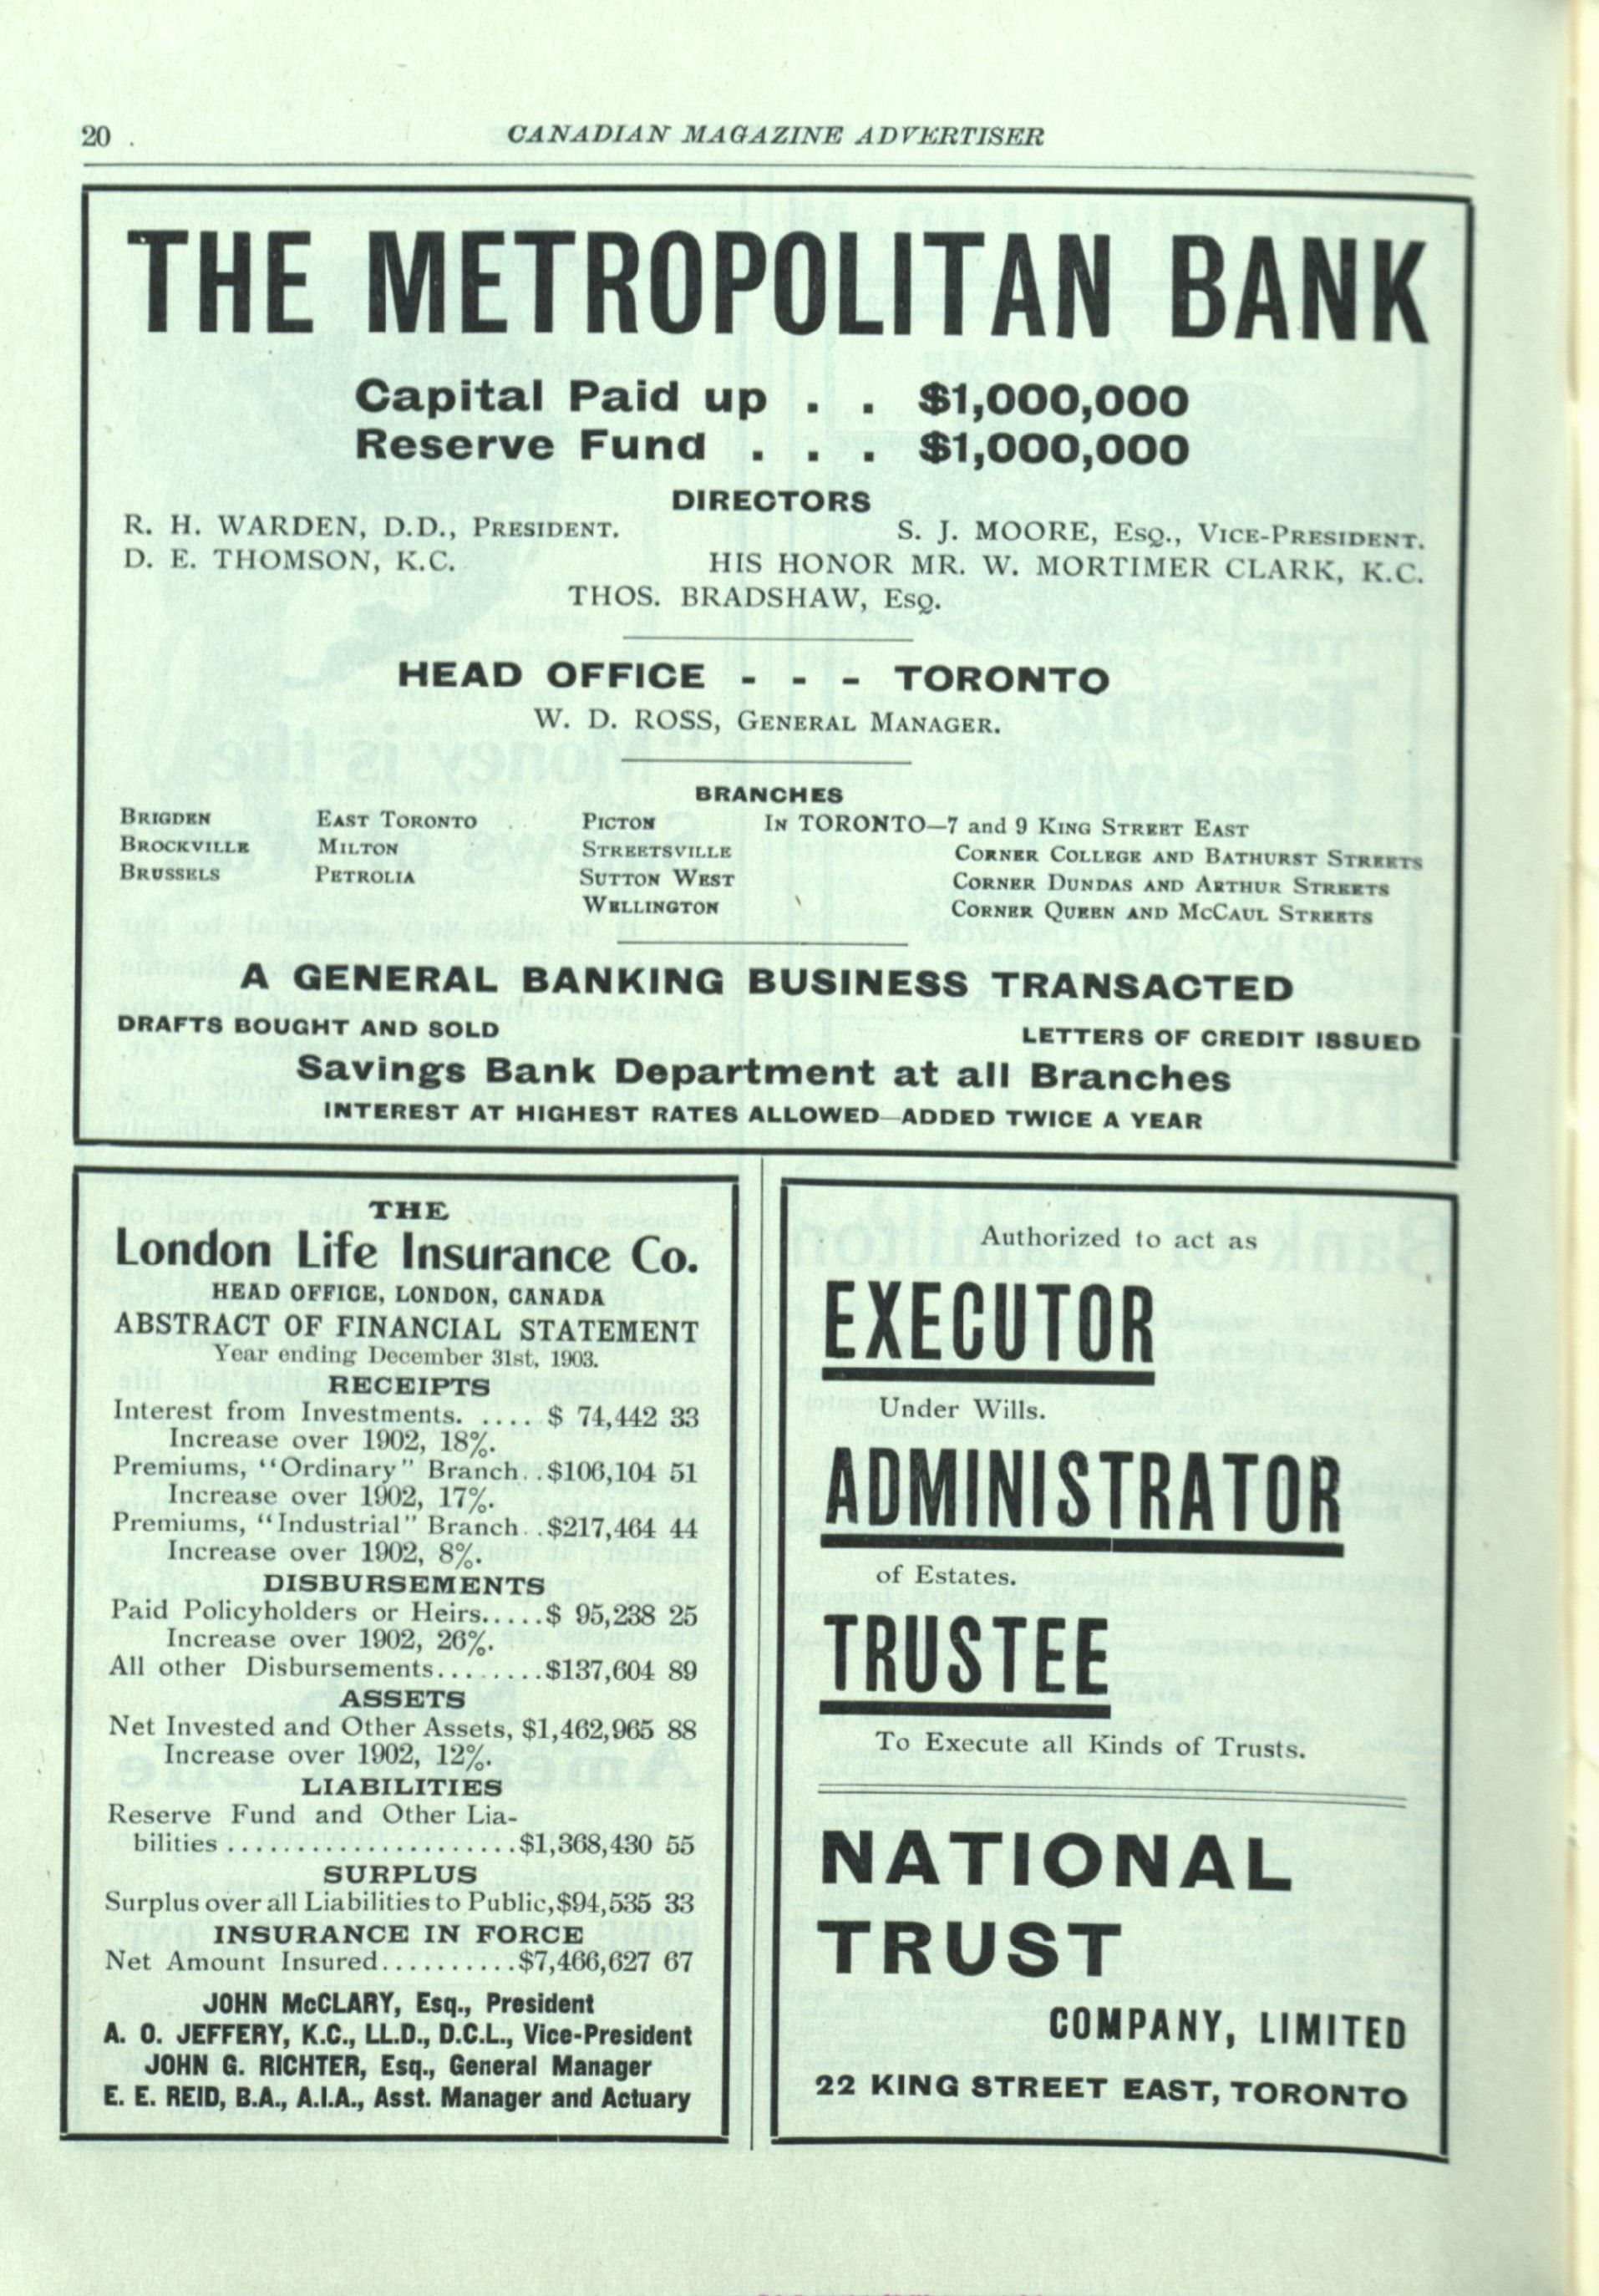 20 .
CANADIAN MAGAZINE ADVERTISER
THE METROPOLITAN BANK
Capital Paid up . . $1,000,000
Reserve Fund . . . $1,000,000
DIRECTORS
R. H. WARDEN, D.D., PRESIDENT. S. J. MOORE, ESQ., VICE-PRESIDENT.
D. E. THOMSON, K.C. HIS HONOR MR. W. MORTIMER CLARK, K.C.
THOS. BRADSHAW, ESQ.
HEAD OFFICE - - - TORONTO
W. D. ROSS, GENERAL MANAGER.
BRANCHES
BRIGDEN EAST TORONTO PICTON IN TORONTO—7 and 9 KING STREET EAST
BROCKVILLE MILTON STREETSVILLE CORNER COLLEGE AND BATHURST STREETS
BRUSSELS PETROLIA SUTTON WEST CORNER DUNDAS AND ARTHUR STREETS
WELLINGTON CORNER QUEEN AND MCCAUL STREETS
A GENERAL BANKING BUSINESS TRANSACTED
DRAFTS BOUGHT AND SOLD LETTERS OF CREDIT ISSUED
Savings Bank Department at all Branches
INTEREST AT HIGHEST RATES ALLOWED—ADDED TWICE A YEAR
THE
London Life Insurance Co.
HEAD OFFICE, LONDON, CANADA
ABSTRACT OF FINANCIAL STATEMENT
Year ending December 31st, 1903.
RECEIPTS
Interest from Investments. .... $ 74,442 33
Increase over 1902, 18%.
Premiums, "Ordinary" Branch..$106,104 51
Increase over 1902, 17%.
Premiums, "Industrial" Branch..$217,464 44
Increase over 1902, 8%.
DISBURSEMENTS
Paid Policyholders or Heirs.....$ 95,238 25
Increase over 1902, 26%.
All other Disbursements........$137,604 89
ASSETS
Net Invested and Other Assets, $1,462,965 88
Increase over 1902, 12%.
LIABILITIES
Reserve Fund and Other Lia-
bilities .....................$1,368,430 55
SURPLUS
Surplus over all Liabilities to Public,$94,535 33
INSURANCE IN FORCE
Net Amount Insured..........$7,466,627 67
JOHN McCLARY, Esq., President
A. O. JEFFERY, K.C., LL.D., D.C.L., Vice-President
JOHN G. RICHTER, Esq., General Manager
E. E. REID, B.A., A.I.A., Asst. Manager and Actuary
Authorized to act as
EXECUTOR
Under Wills.
ADMINISTRATOR
of Estates.
TRUSTEE
To Execute all Kinds of Trusts.
NATIONAL
TRUST
COMPANY, LIMITED
22 KING STREET EAST, TORONTO